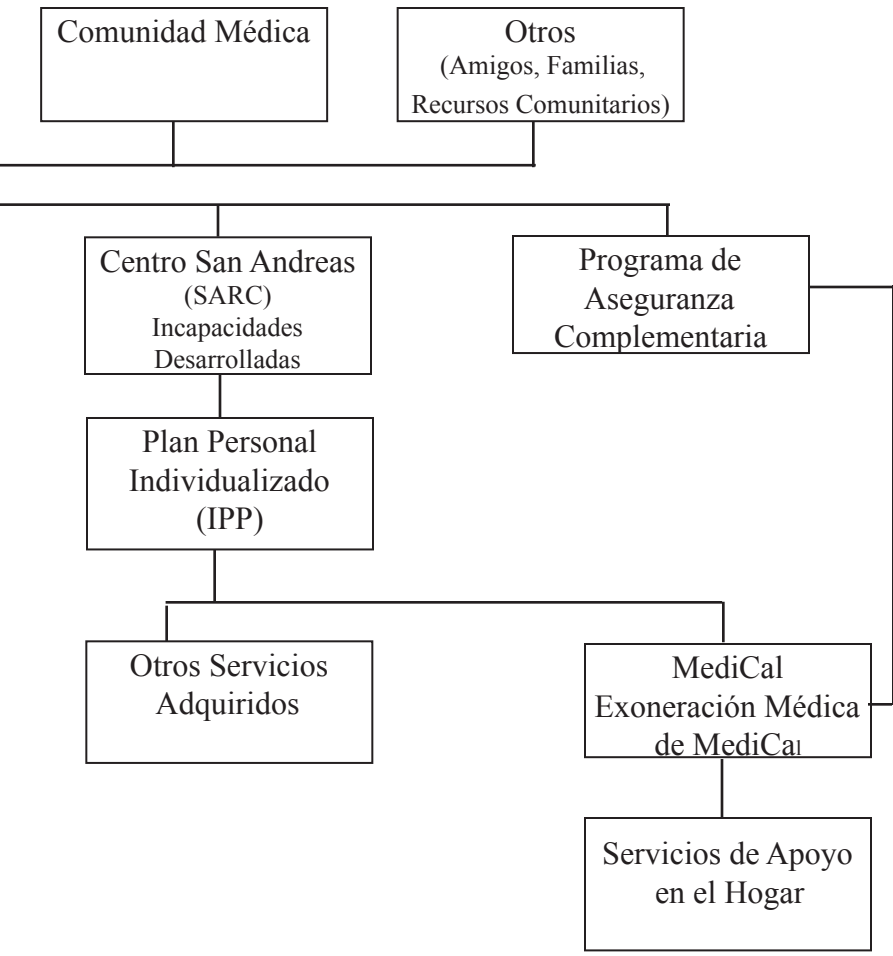 Comunidad Médica
Otros
(Amigos, Familias,
Recursos Comunitarios)
Centro San Andreas
(SARC)
Incapacidades
Desarrolladas
Programa de
Aseguranza
Complementaria
Plan Personal
Individualizado
(IPP)
Otros Servicios
Adquiridos
MediCal
Exoneración Médica
de MediCal
Servicios de Apoyo
en el Hogar